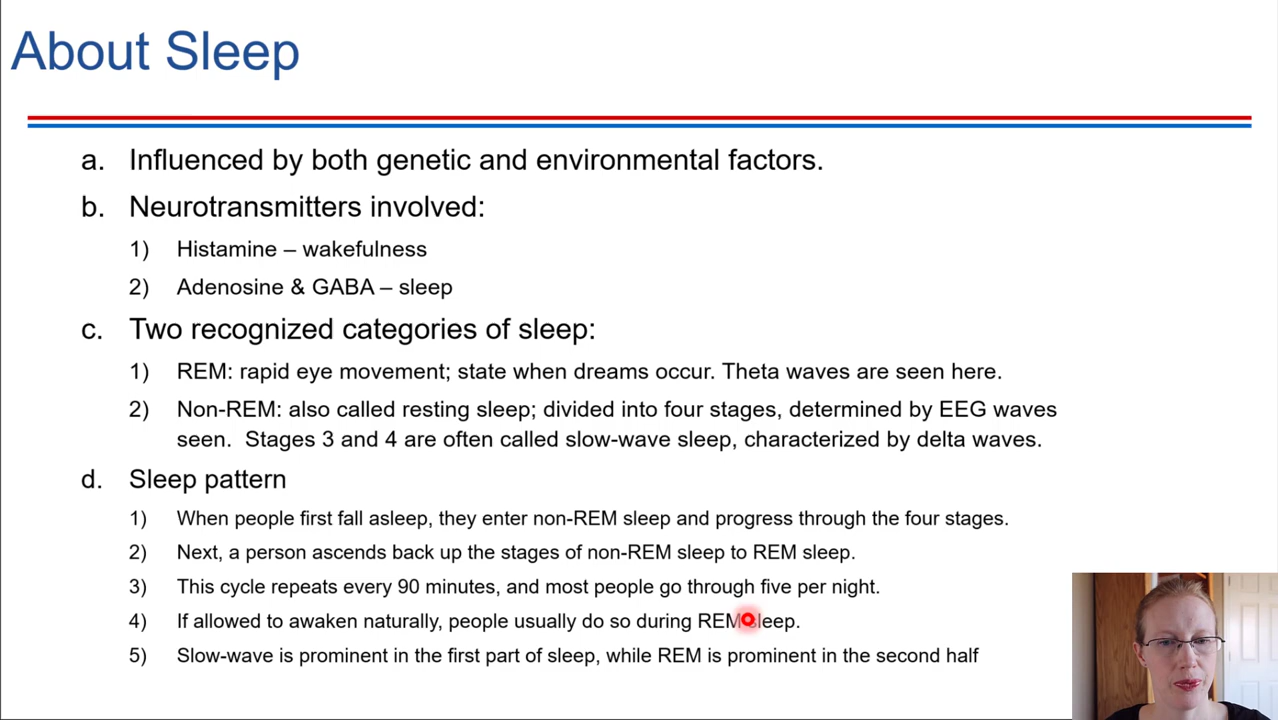 About Sleep
a. Influenced by both genetic and environmental factors.
b. Neurotransmitters involved:
1) Histamine – wakefulness
2) Adenosine & GABA – sleep
c. Two recognized categories of sleep:
1) REM: rapid eye movement; state when dreams occur. Theta waves are seen here.
2) Non-REM: also called resting sleep; divided into four stages, determined by EEG waves
seen. Stages 3 and 4 are often called slow-wave sleep, characterized by delta waves.
d. Sleep pattern
1) When people first fall asleep, they enter non-REM sleep and progress through the four stages.
2) Next, a person ascends back up the stages of non-REM sleep to REM sleep.
3) This cycle repeats every 90 minutes, and most people go through five per night.
4) If allowed to awaken naturally, people usually do so during REM sleep.
5) Slow-wave is prominent in the first part of sleep, while REM is prominent in the second half